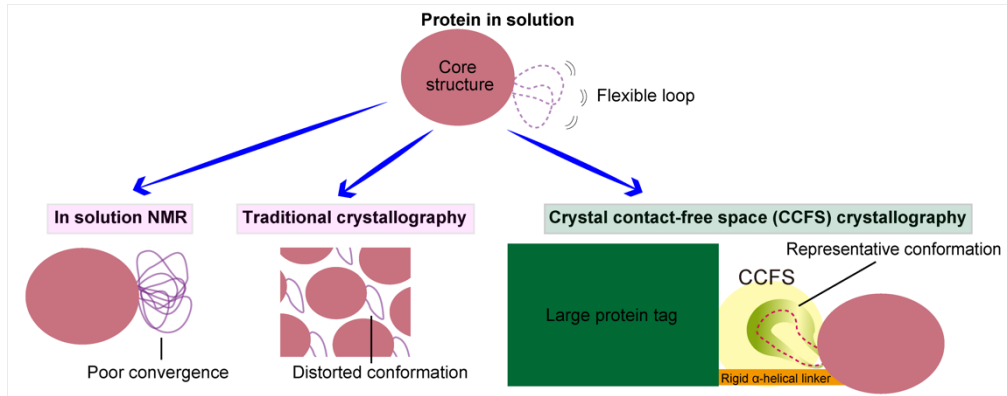 Protein in solution
Core
structure
Flexible loop
In solution NMR
Traditional crystallography
Crystal contact-free space (CCFS) crystallography
Representative conformation
CCFS
Large protein tag
Poor convergence
Distorted conformation
Rigid α-helical linker